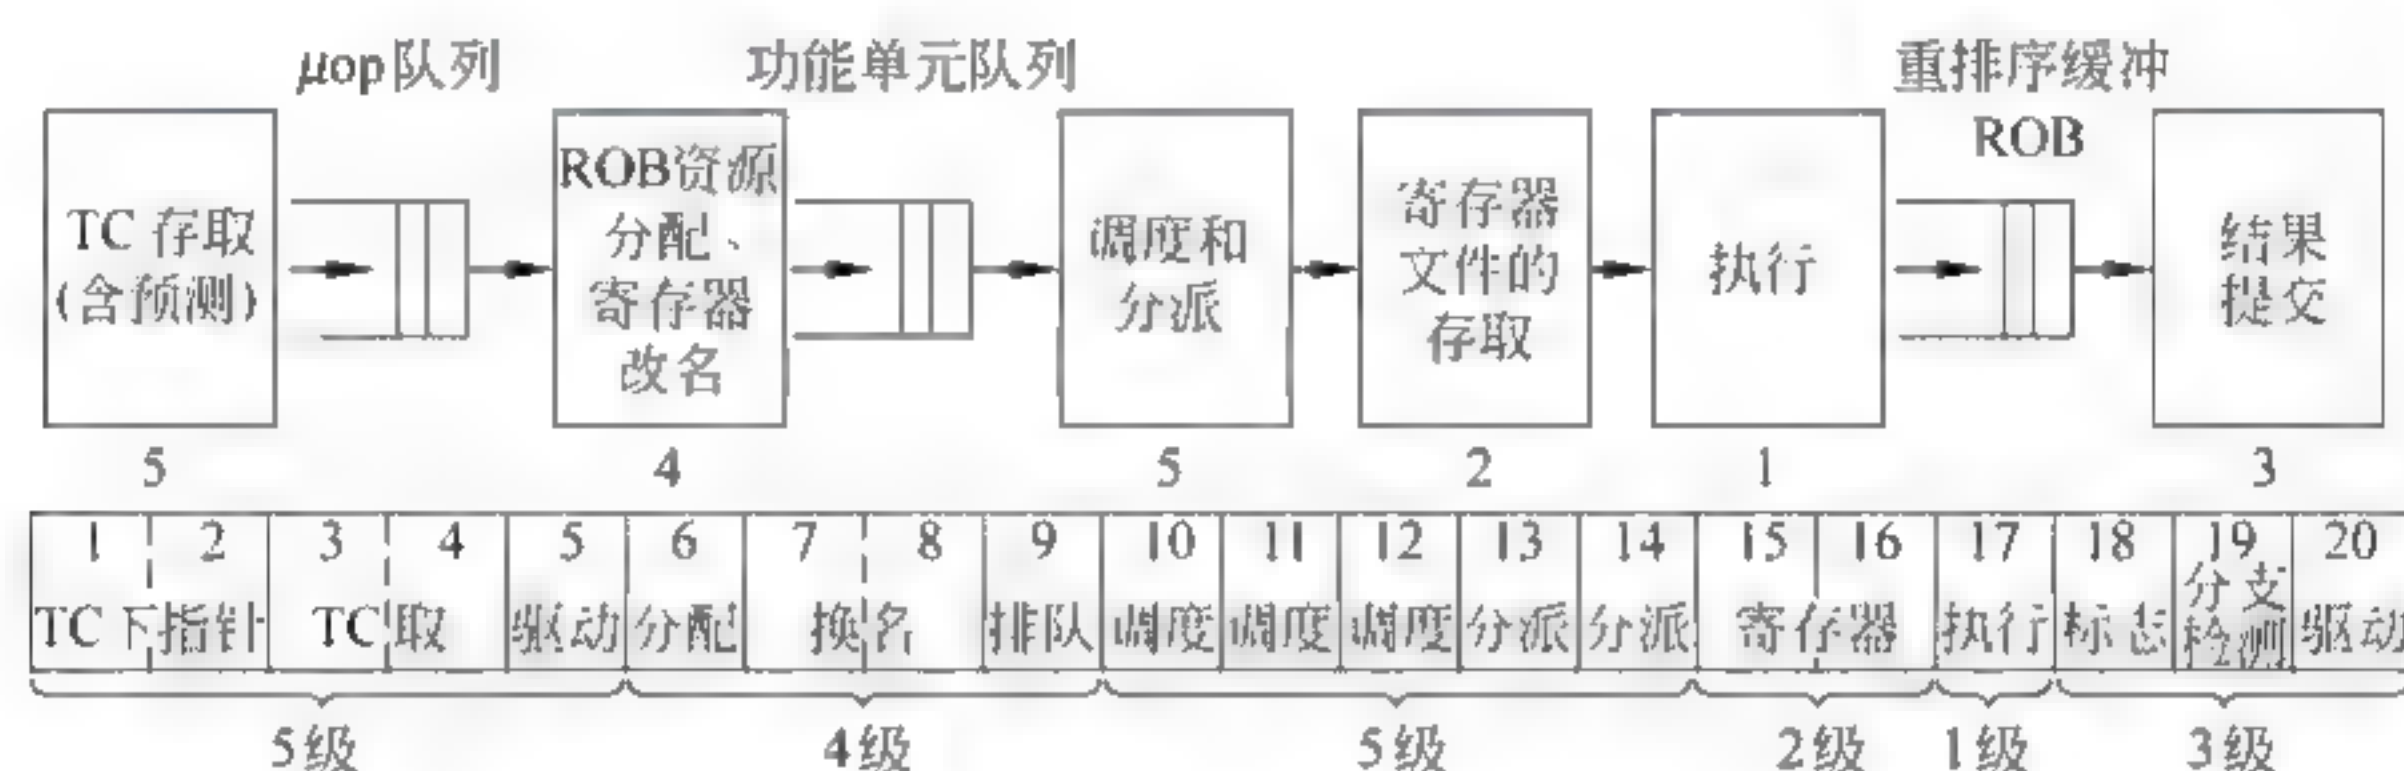 μop队列
功能单元队列
重排序缓冲
ROB
TC 存取
(含预测)
ROB资源
分配、
寄存器
改名
调度和
分派
寄存器
文件的
存取
执行
结果
提交
5 4 5 2 1 3
1 2 3 4 5 6 7 8 9 10 11 12 13 14 15 16 17 18 19 20
TC下指针 TC取 驱动 分配 换名 排队 调度 调度 调度 分派 分派 寄存器 执行 标志 分支检测 驱动
5级 4级 5级 2级 1级 3级